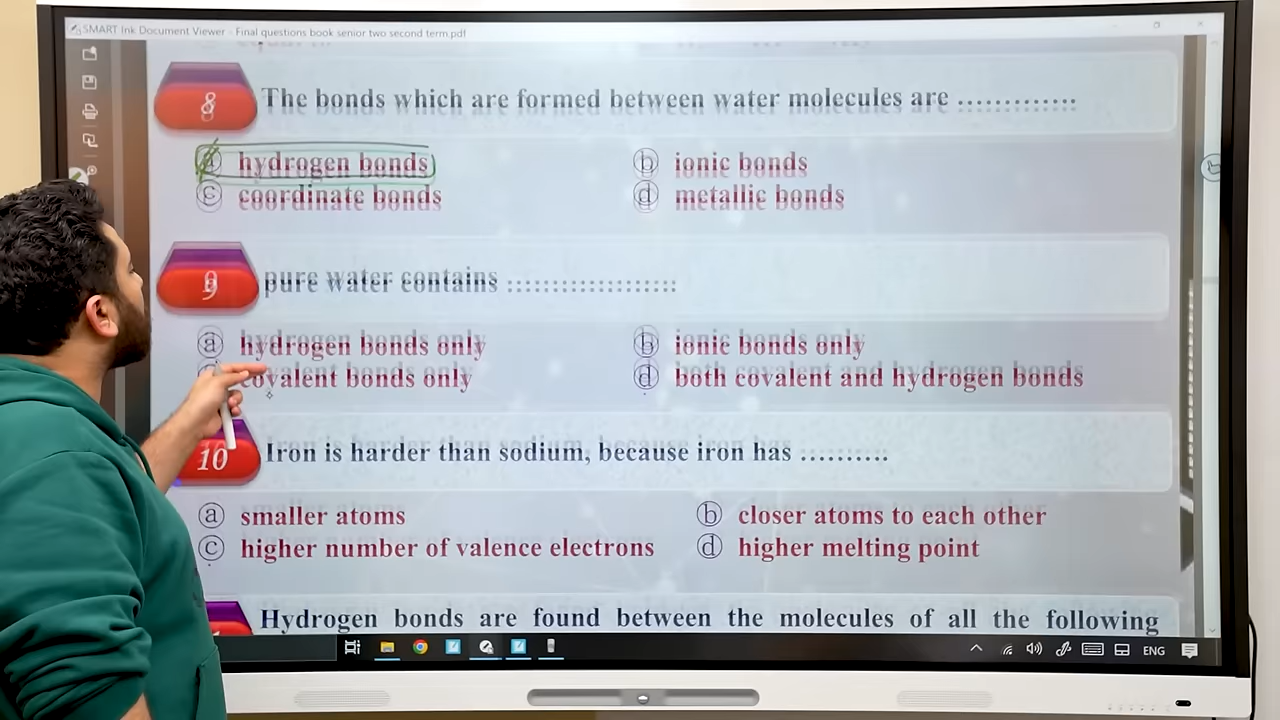 SMART Ink Document Viewer - Final questions book senior two second term.pdf
8 The bonds which are formed between water molecules are .............
a hydrogen bonds b ionic bonds
c coordinate bonds d metallic bonds
9 pure water contains ...................
a hydrogen bonds only b ionic bonds only
covalent bonds only d both covalent and hydrogen bonds
10 Iron is harder than sodium, because iron has ..........
a smaller atoms b closer atoms to each other
c higher number of valence electrons d higher melting point
Hydrogen bonds are found between the molecules of all the following
ENG